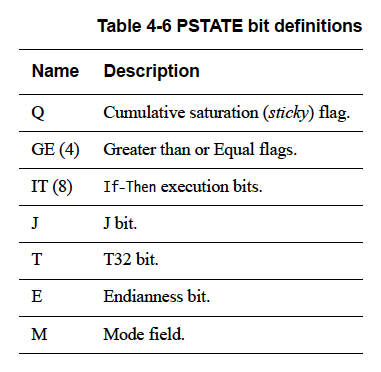 Table 4-6 PSTATE bit definitions
Name Description
Q Cumulative saturation (sticky) flag.
GE (4) Greater than or Equal flags.
IT (8) If-Then execution bits.
J J bit.
T T32 bit.
E Endianness bit.
M Mode field.